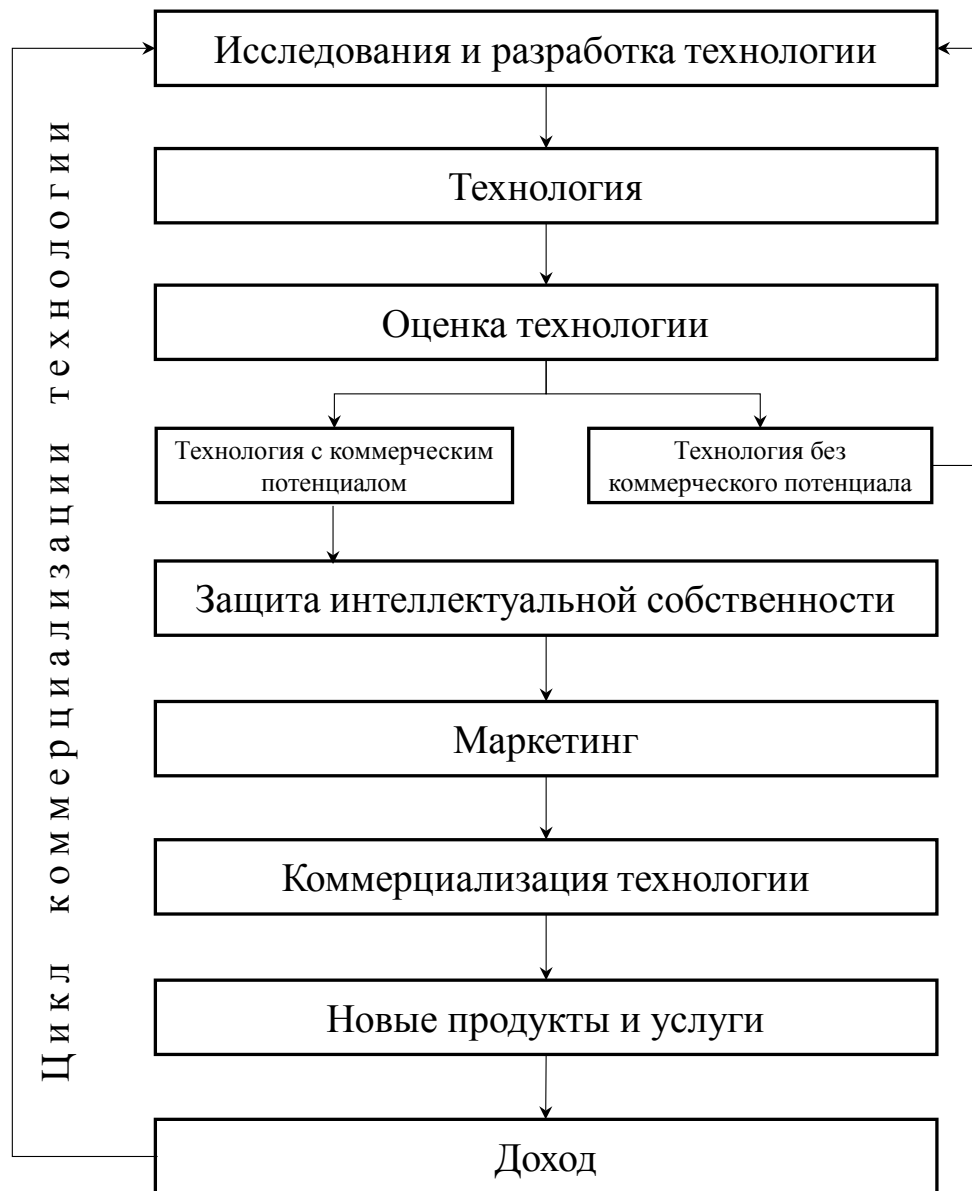 Исследования и разработка технологии
Технология
Оценка технологии
Технология с коммерческим
потенциалом
Технология без
коммерческого потенциала
Защита интеллектуальной собственности
Маркетинг
Коммерциализация технологии
Новые продукты и услуги
Доход
Цикл коммерциализации технологии